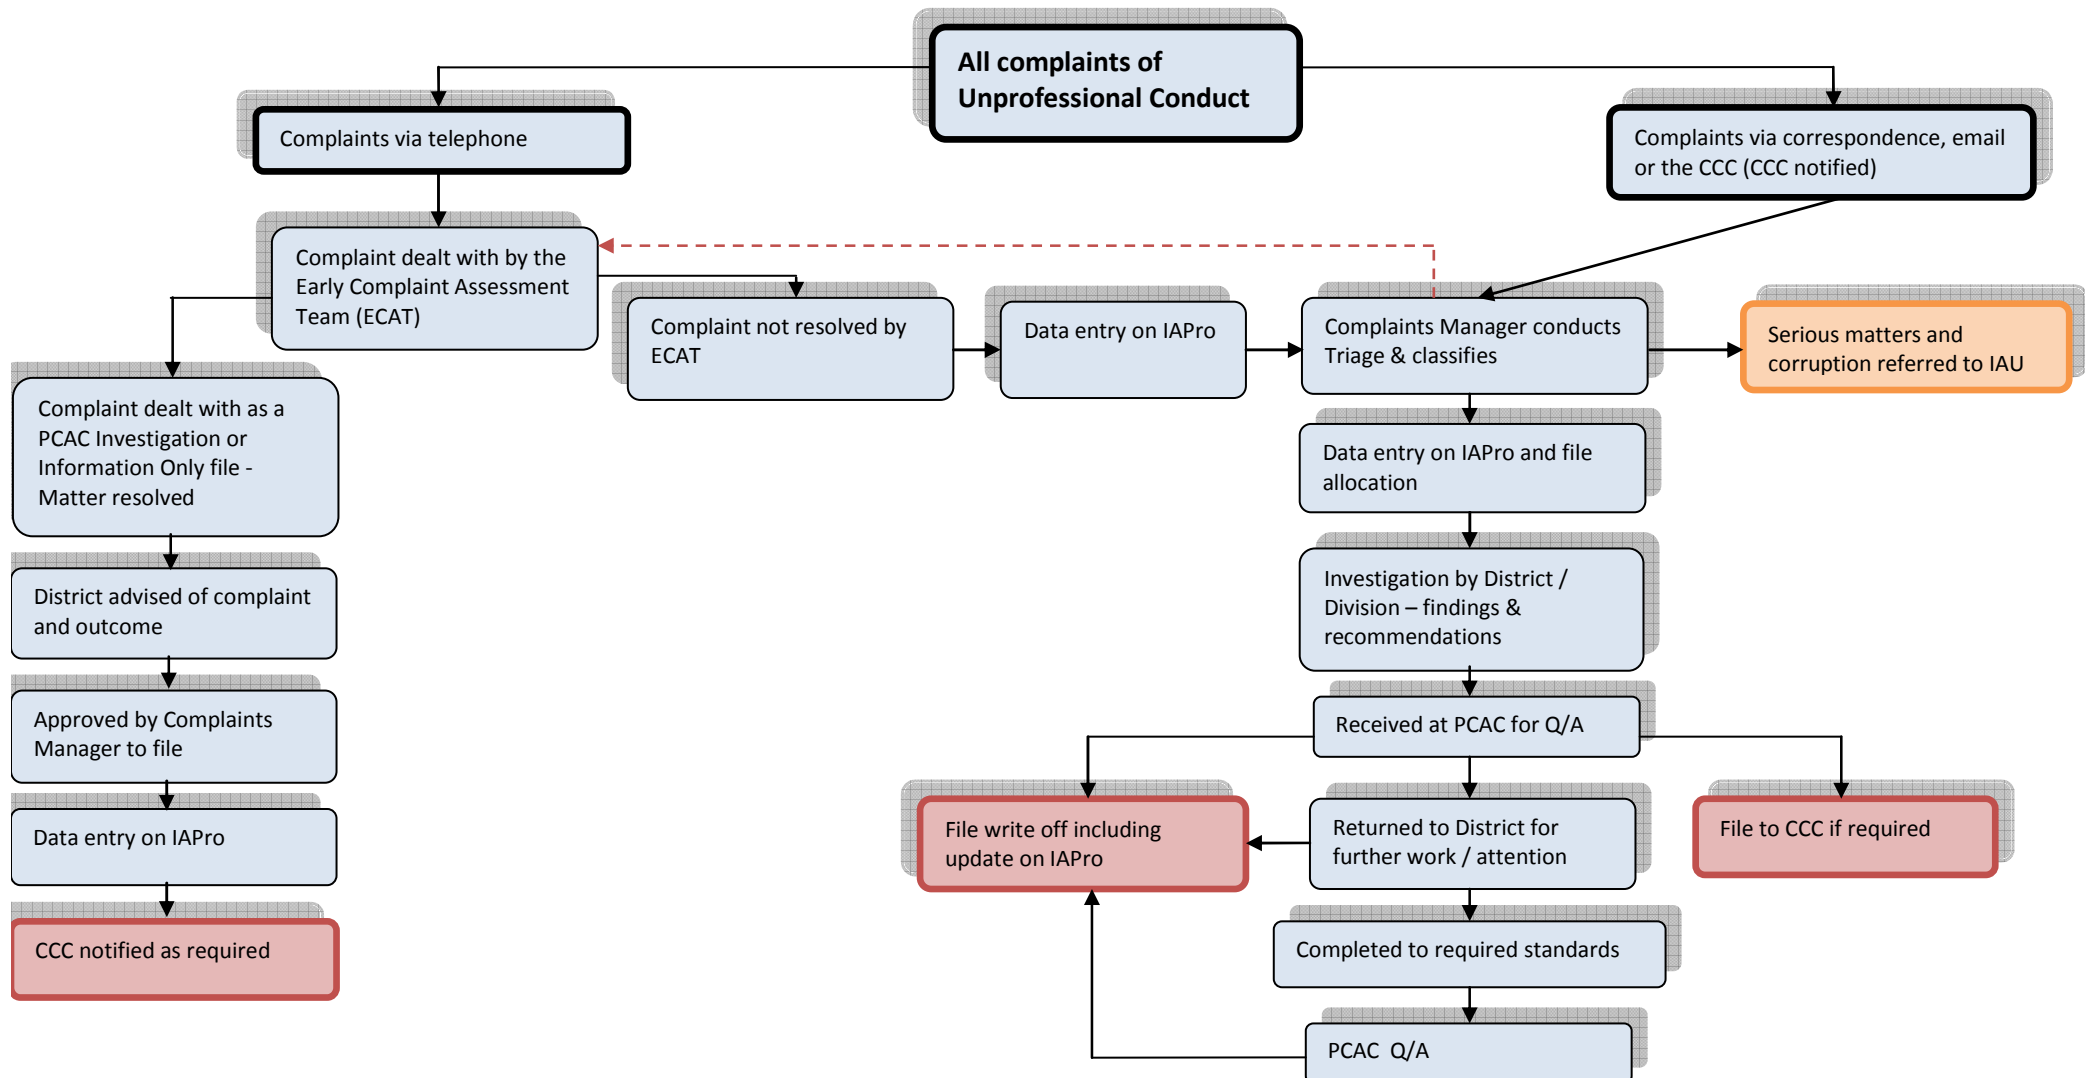 All complaints of
Unprofessional Conduct
Complaints via telephone
Complaints via correspondence, email
or the CCC (CCC notified)
Complaint dealt with by the
Early Complaint Assessment
Team (ECAT)
Complaint not resolved by
ECAT
Data entry on IAPro
Complaints Manager conducts
Triage & classifies
Serious matters and
corruption referred to IAU
Complaint dealt with as a
PCAC Investigation or
Information Only file -
Matter resolved
Data entry on IAPro and file
allocation
District advised of complaint
and outcome
Investigation by District /
Division – findings &
recommendations
Approved by Complaints
Manager to file
Received at PCAC for Q/A
Data entry on IAPro
File write off including
update on IAPro
Returned to District for
further work / attention
File to CCC if required
CCC notified as required
Completed to required standards
PCAC  Q/A